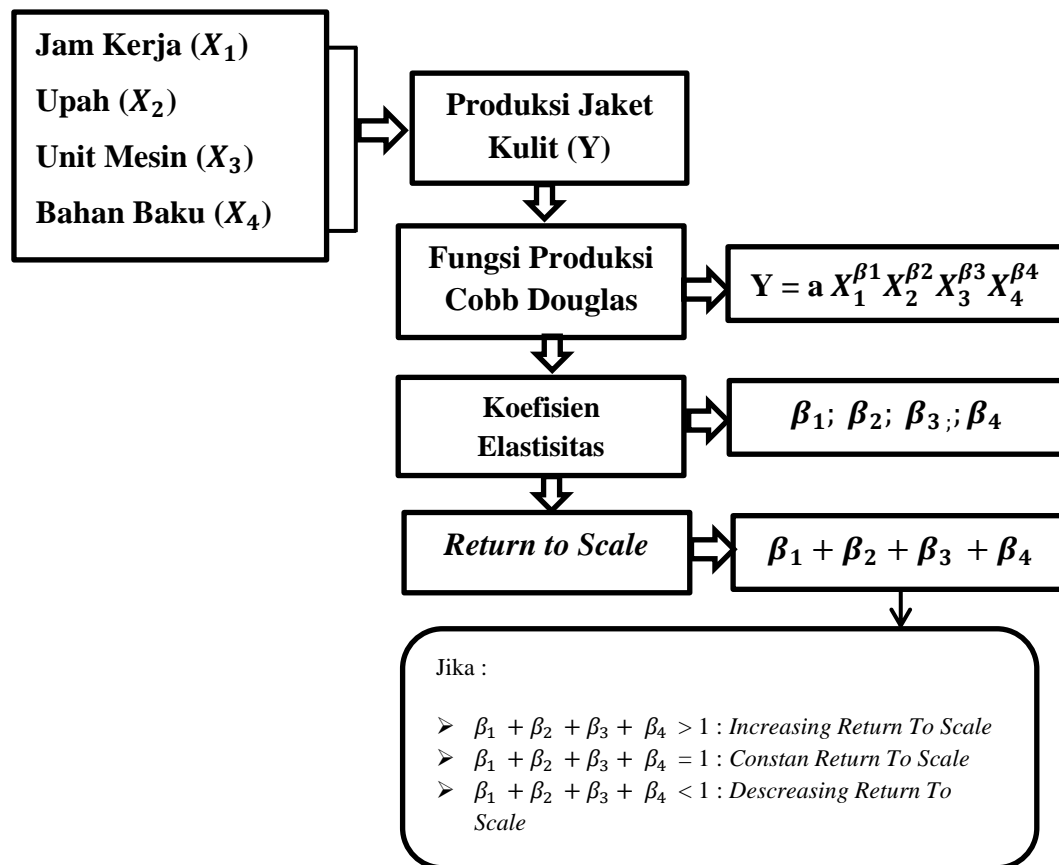 Jam Kerja (𝑋₁)
Upah (𝑋₂)
Unit Mesin (𝑋₃)
Bahan Baku (𝑋₄)
Produksi Jaket
Kulit (Y)
Fungsi Produksi
Cobb Douglas
Y = a 𝑋₁^β1 𝑋₂^β2 𝑋₃^β3 𝑋₄^β4
Koefisien
Elastisitas
β₁; β₂; β₃ ;; β₄
Return to Scale
β₁ + β₂ + β₃ + β₄
Jika :
➢ β₁ + β₂ + β₃ + β₄ > 1 : Increasing Return To Scale
➢ β₁ + β₂ + β₃ + β₄ = 1 : Constan Return To Scale
➢ β₁ + β₂ + β₃ + β₄ < 1 : Descreasing Return To
Scale